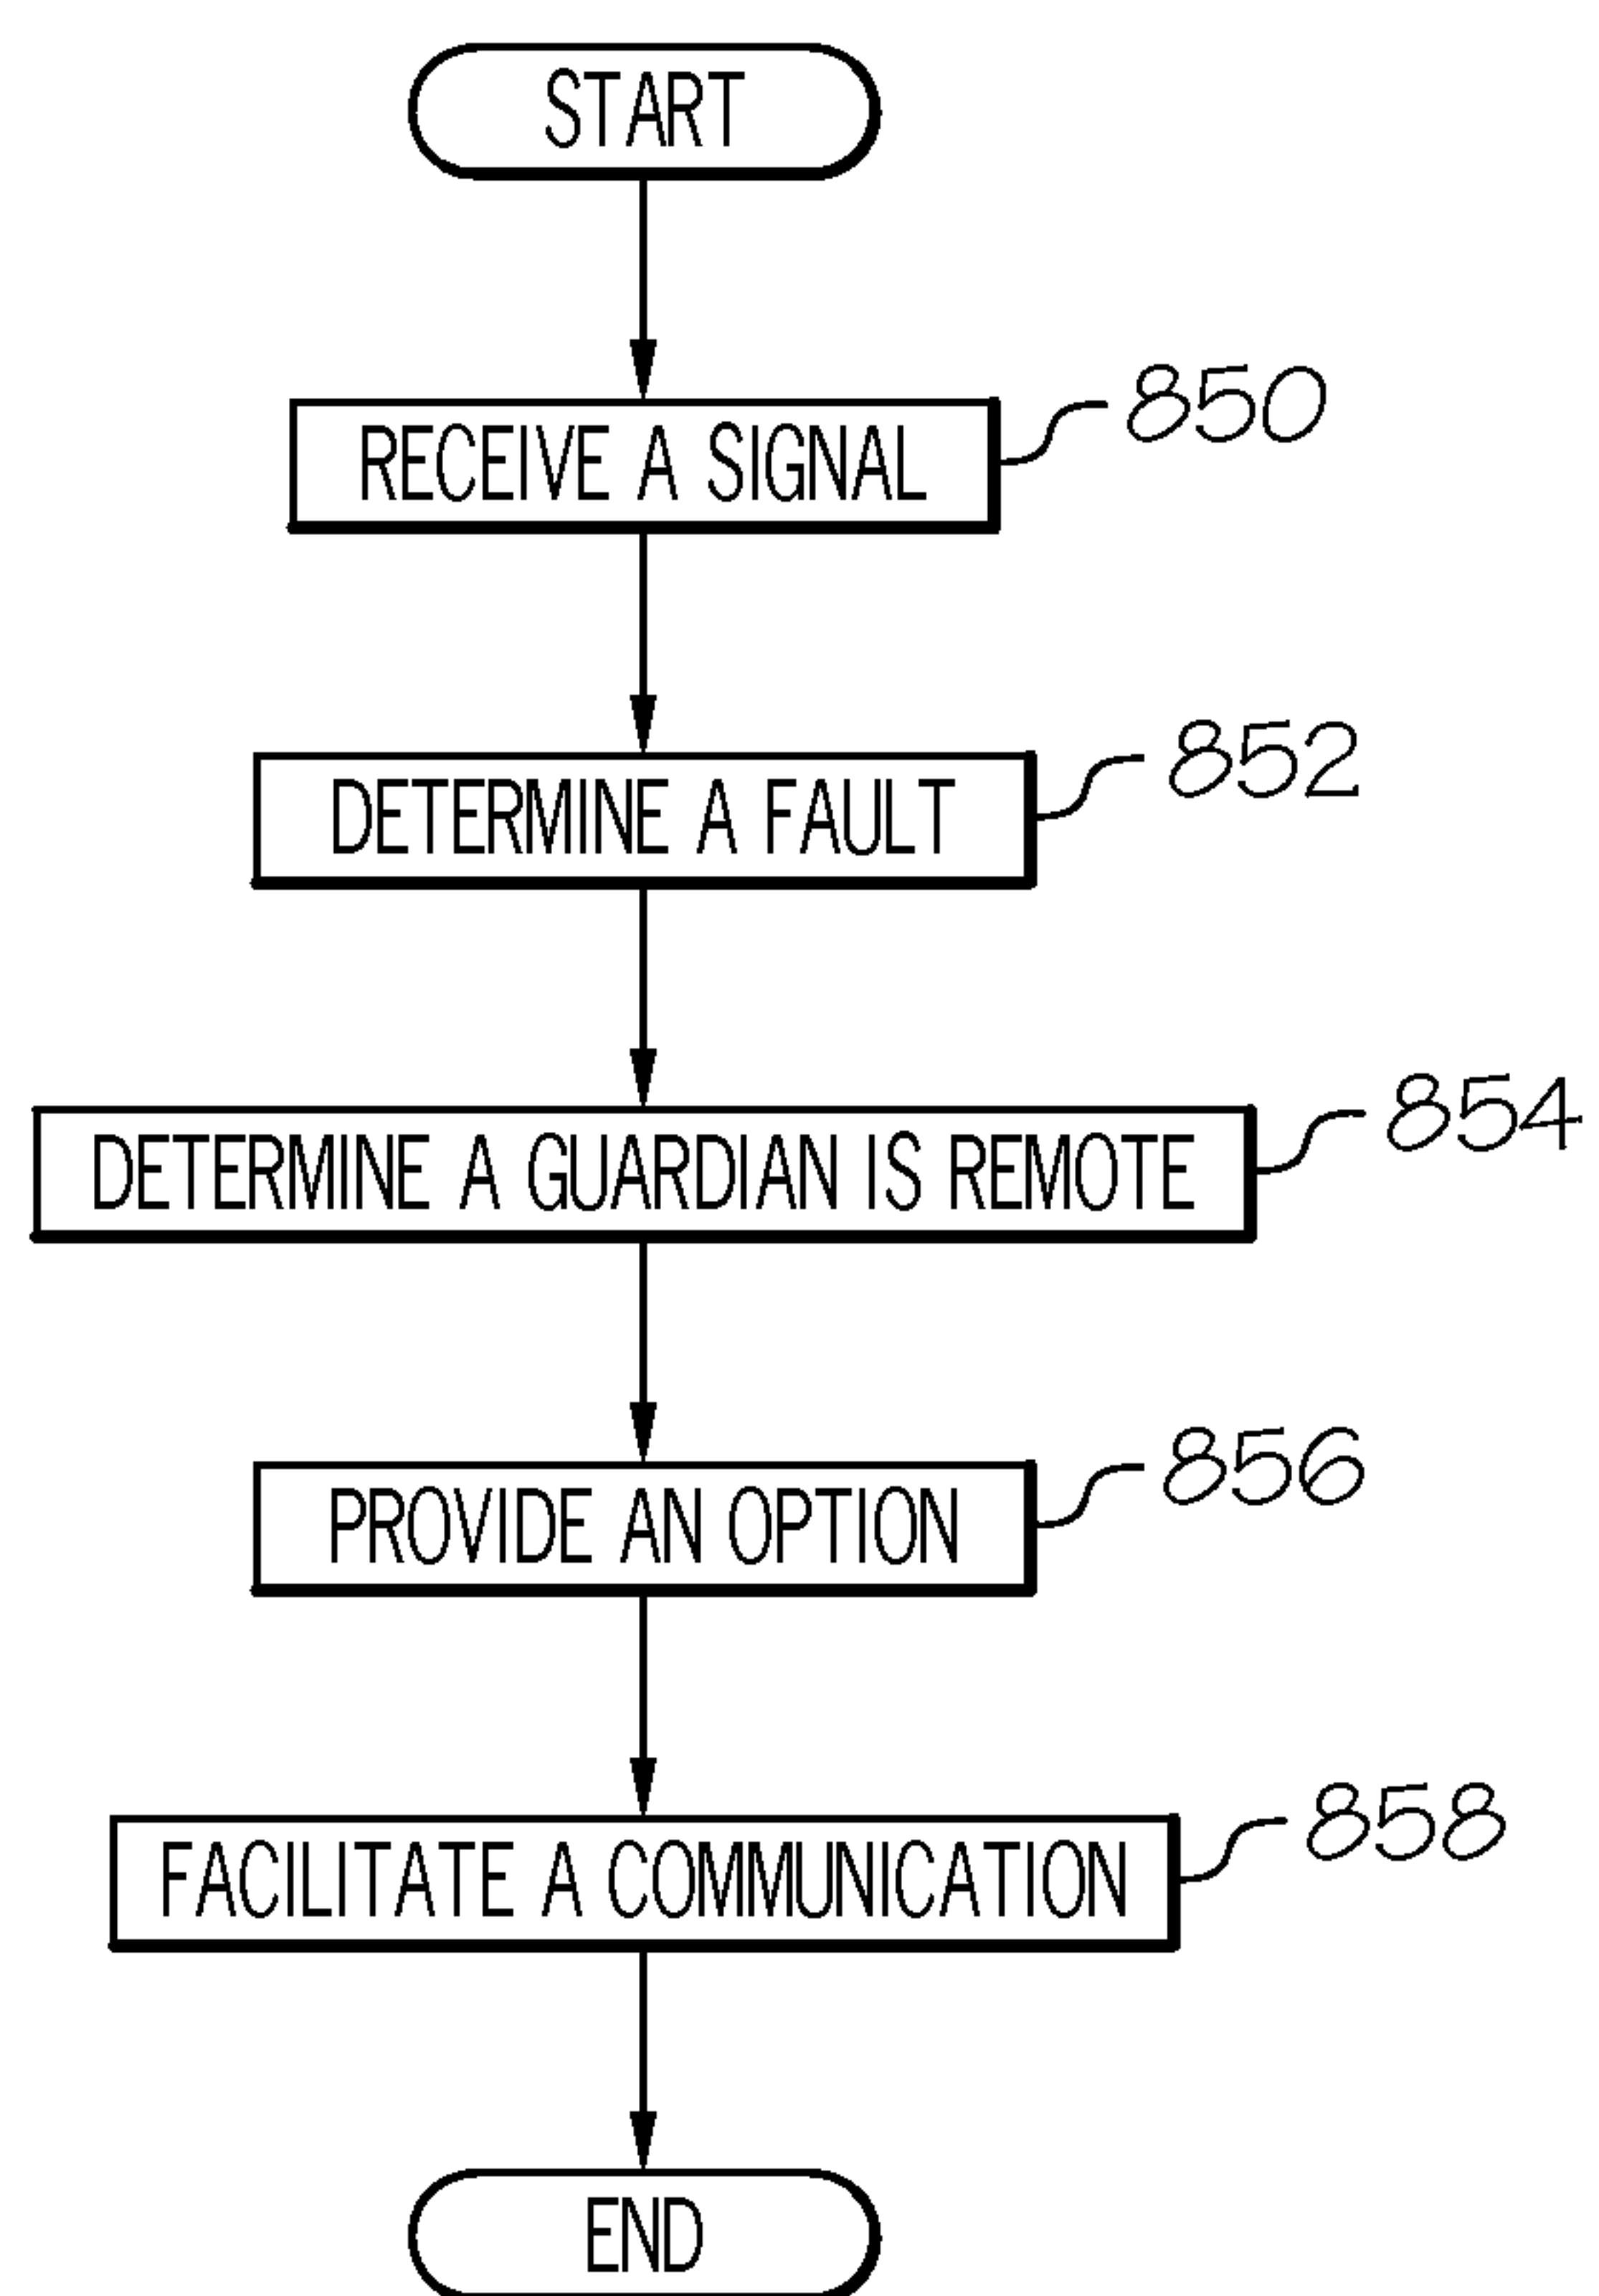 START
RECEIVE A SIGNAL
850
DETERMINE A FAULT
852
DETERMINE A GUARDIAN IS REMOTE
854
PROVIDE AN OPTION
856
FACILITATE A COMMUNICATION
858
END